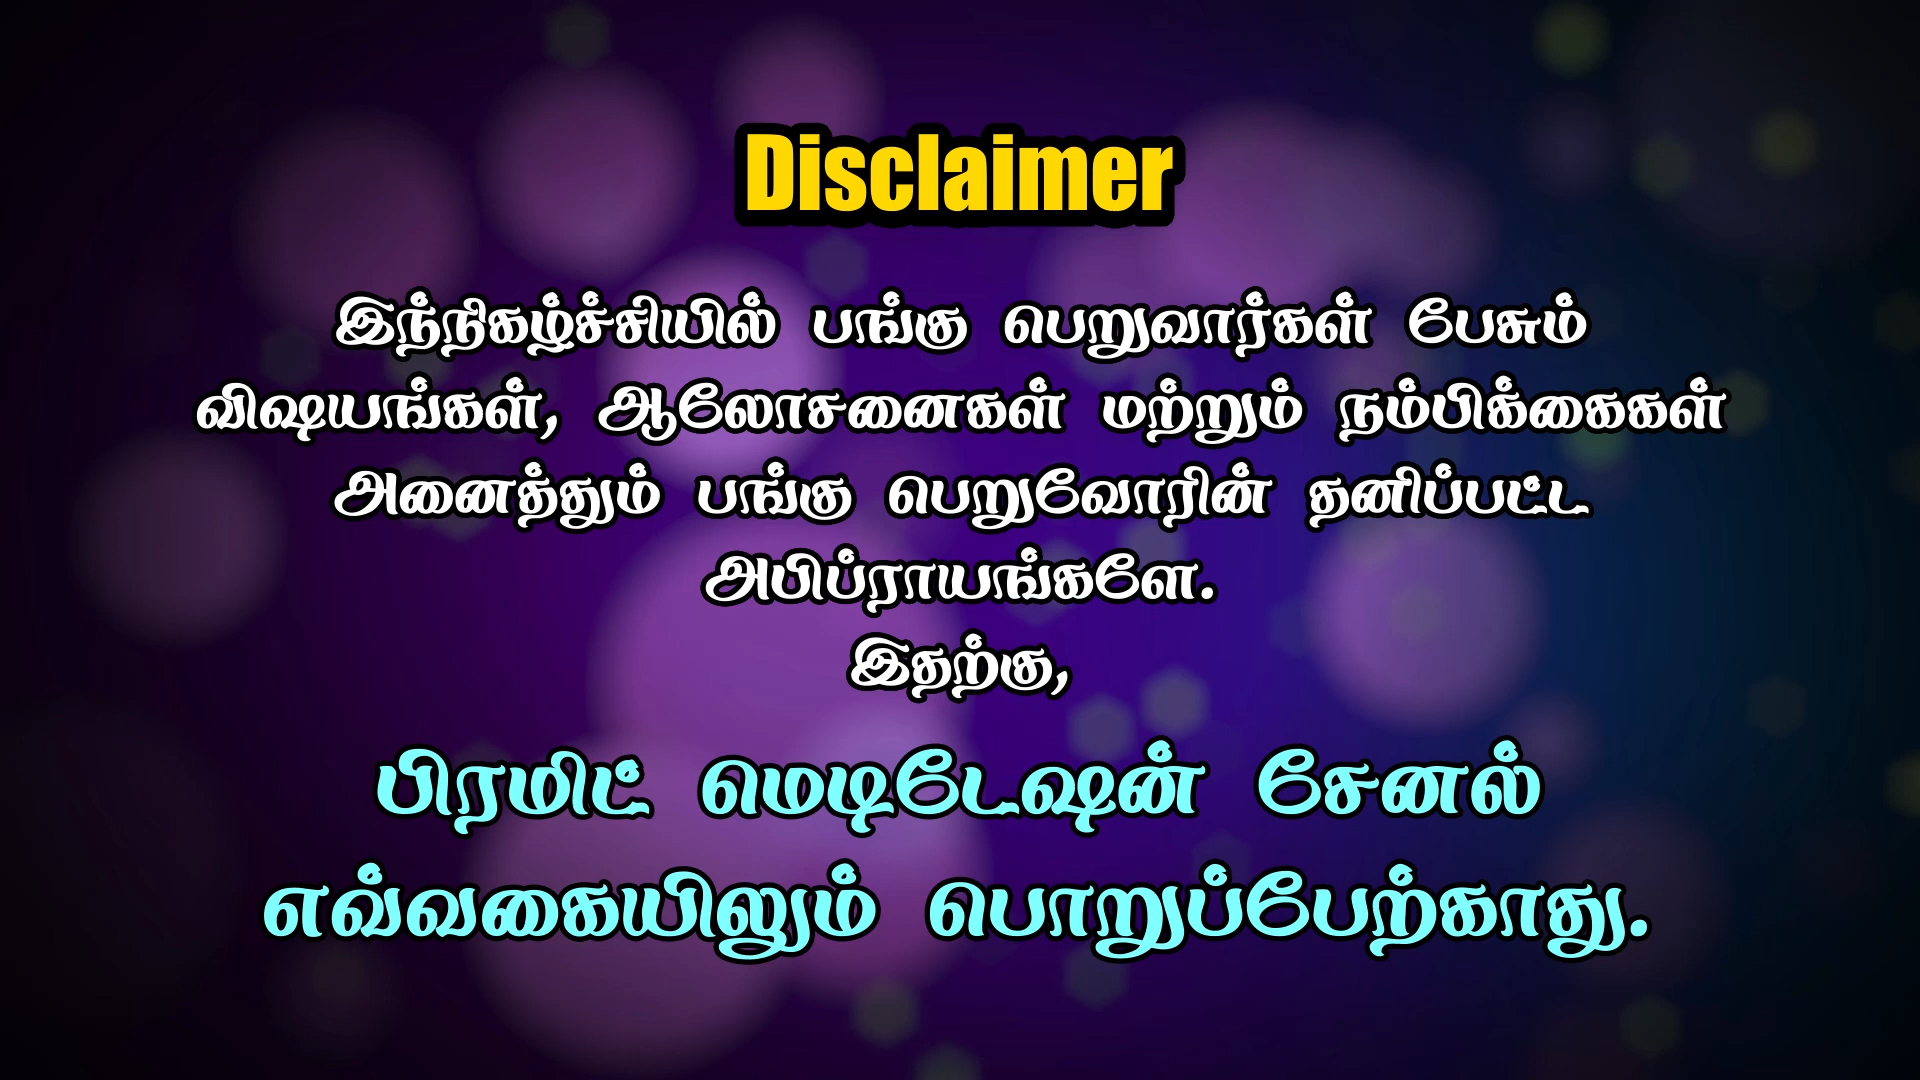 Disclaimer
இந்நிகழ்ச்சியில் பங்கு பெறுவார்கள் பேசும்
விஷயங்கள், ஆலோசனைகள் மற்றும் நம்பிக்கைகள்
அனைத்தும் பங்கு பெறுவோரின் தனிப்பட்ட
அபிப்ராயங்களே.
இதற்கு,
பிரமிட் மெடிடேஷன் சேனல்
எவ்வகையிலும் பொறுப்பேற்காது.